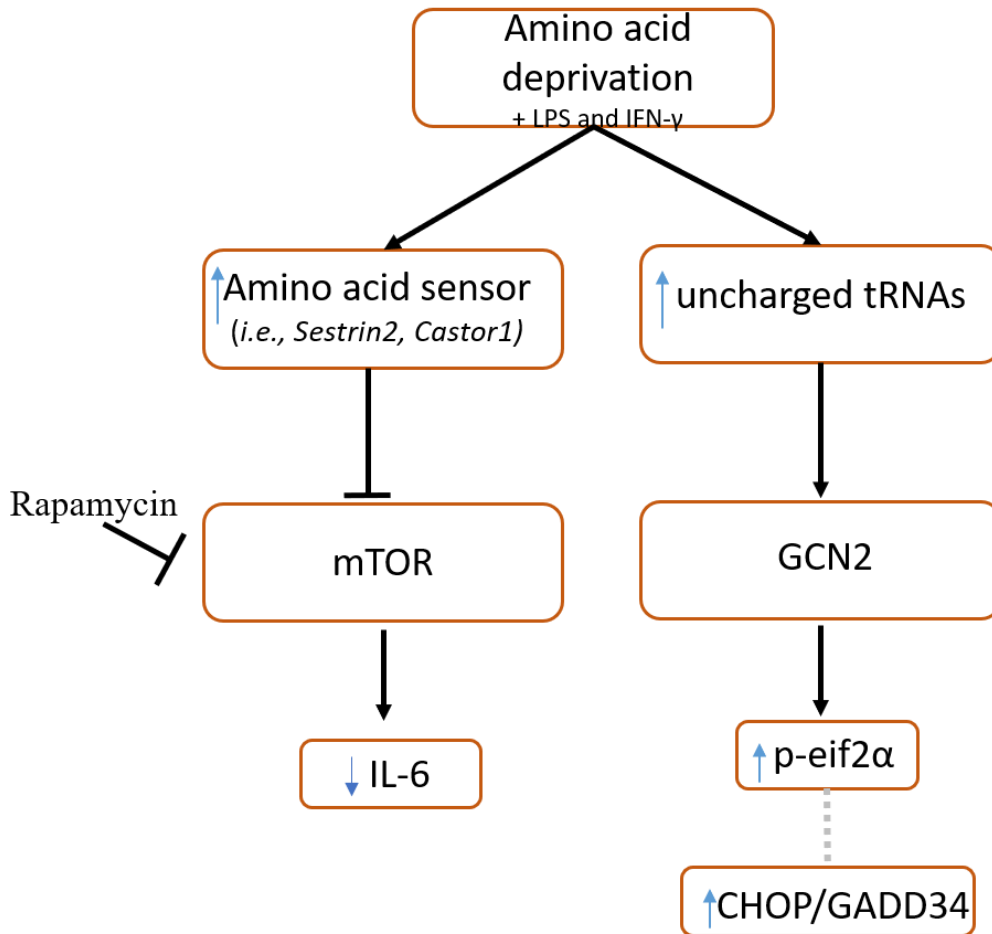 Amino acid
deprivation
+ LPS and IFN-γ
Amino acid sensor
(i.e., Sestrin2, Castor1)
uncharged tRNAs
Rapamycin
mTOR
GCN2
IL-6
p-eif2α
CHOP/GADD34